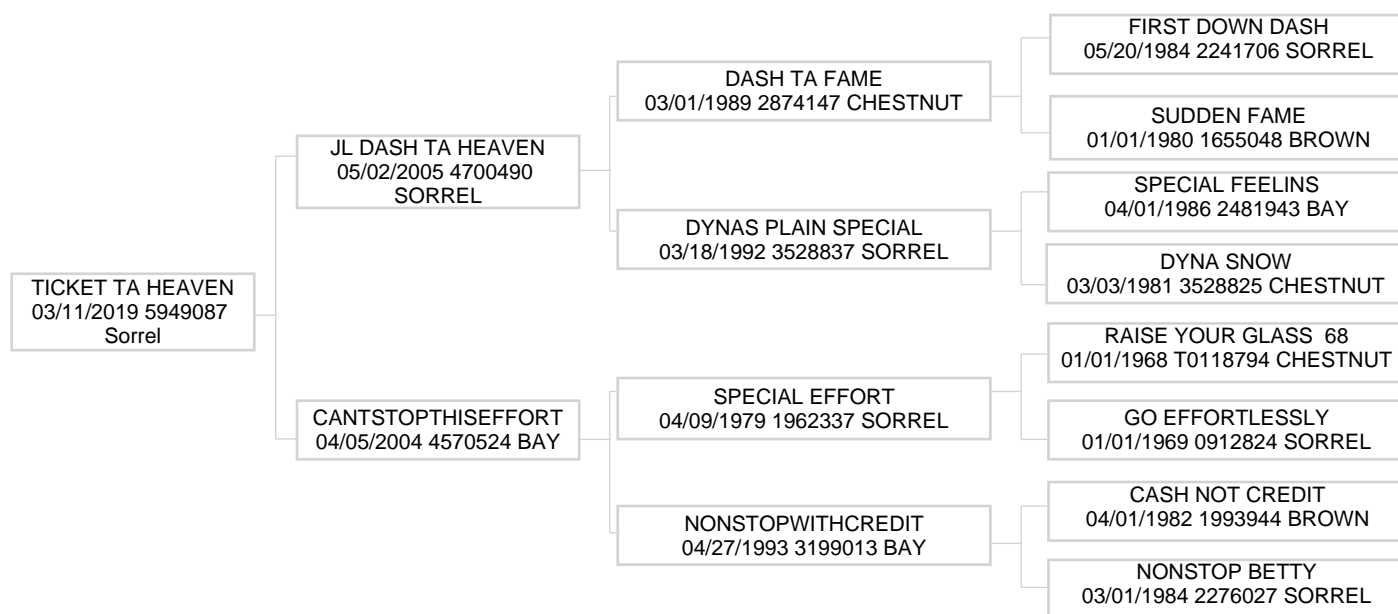 FIRST DOWN DASH
05/20/1984 2241706 SORREL
DASH TA FAME
03/01/1989 2874147 CHESTNUT
SUDDEN FAME
01/01/1980 1655048 BROWN
JL DASH TA HEAVEN
05/02/2005 4700490
SORREL
SPECIAL FEELINS
04/01/1986 2481943 BAY
DYNAS PLAIN SPECIAL
03/18/1992 3528837 SORREL
DYNA SNOW
03/03/1981 3528825 CHESTNUT
TICKET TA HEAVEN
03/11/2019 5949087
Sorrel
RAISE YOUR GLASS 68
01/01/1968 T0118794 CHESTNUT
SPECIAL EFFORT
04/09/1979 1962337 SORREL
GO EFFORTLESSLY
01/01/1969 0912824 SORREL
CANTSTOPTHISEFFORT
04/05/2004 4570524 BAY
CASH NOT CREDIT
04/01/1982 1993944 BROWN
NONSTOPWITHCREDIT
04/27/1993 3199013 BAY
NONSTOP BETTY
03/01/1984 2276027 SORREL